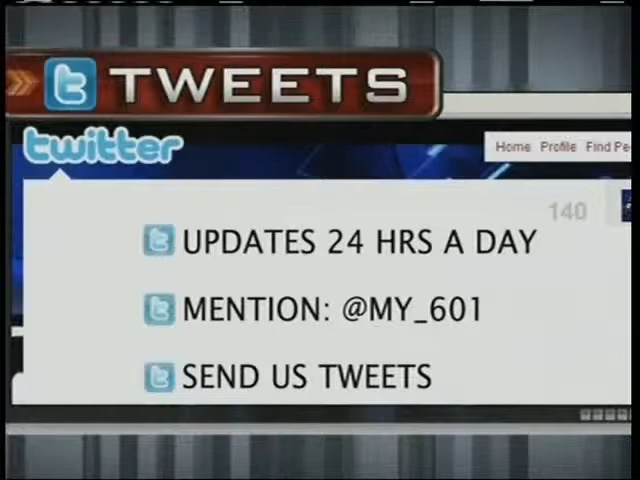 t TWEETS
twitter
Home Profile Find Pe
140
t UPDATES 24 HRS A DAY
t MENTION: @MY_601
t SEND US TWEETS